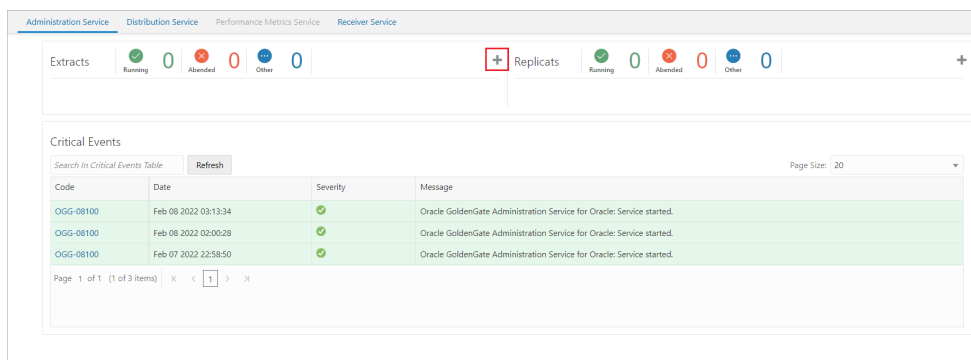 Administration Service Distribution Service Performance Metrics Service Receiver Service
Extracts Running 0 Abended 0 Other 0 + Replicats Running 0 Abended 0 Other 0 +
Critical Events
Search In Critical Events Table Refresh Page Size: 20
Code Date Severity Message
OGG-08100 Feb 08 2022 03:13:34 Oracle GoldenGate Administration Service for Oracle: Service started.
OGG-08100 Feb 08 2022 02:00:28 Oracle GoldenGate Administration Service for Oracle: Service started.
OGG-08100 Feb 07 2022 22:58:50 Oracle GoldenGate Administration Service for Oracle: Service started.
Page 1 of 1 (1 of 3 items) 1